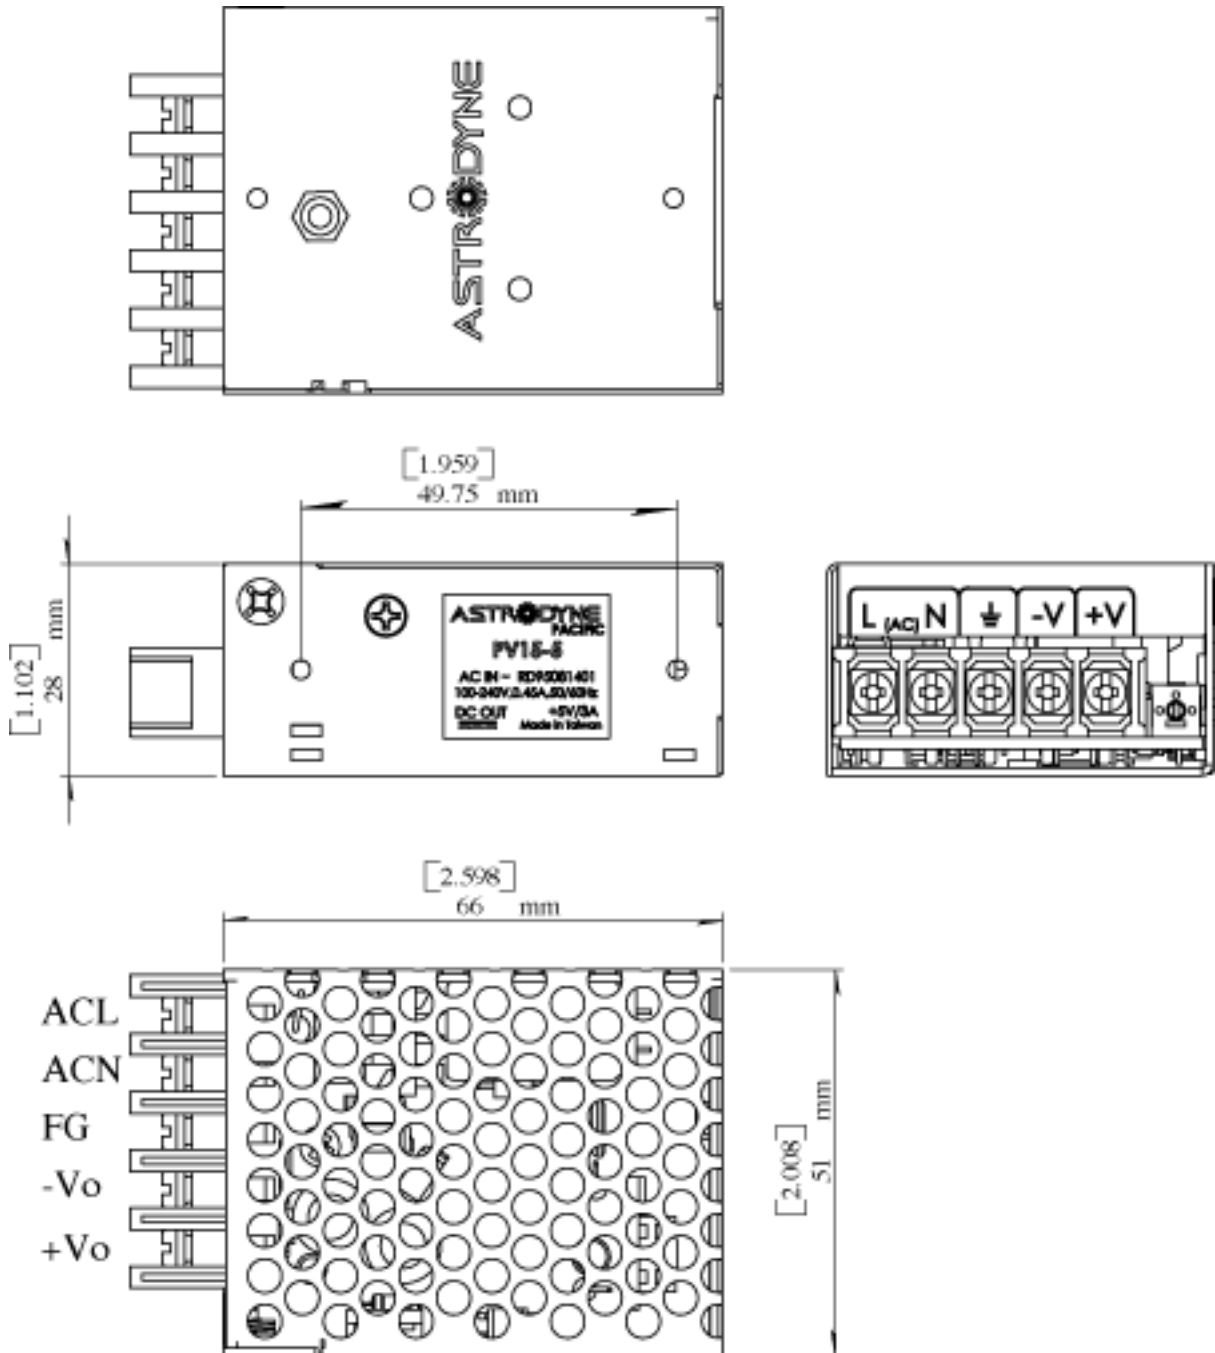 ASTRODYNE
[1.959]
49.75 mm
[1.102]
28 mm
ASTRODYNE
PACIFIC
PV15-5
AC IN~ RD95081401
100-240V,0.45A,50/60Hz
DC OUT +5V/3A
Made in Taiwan
L (AC) N -V +V
[2.598]
66 mm
ACL
ACN
FG
-Vo
+Vo
[2.008]
51 mm